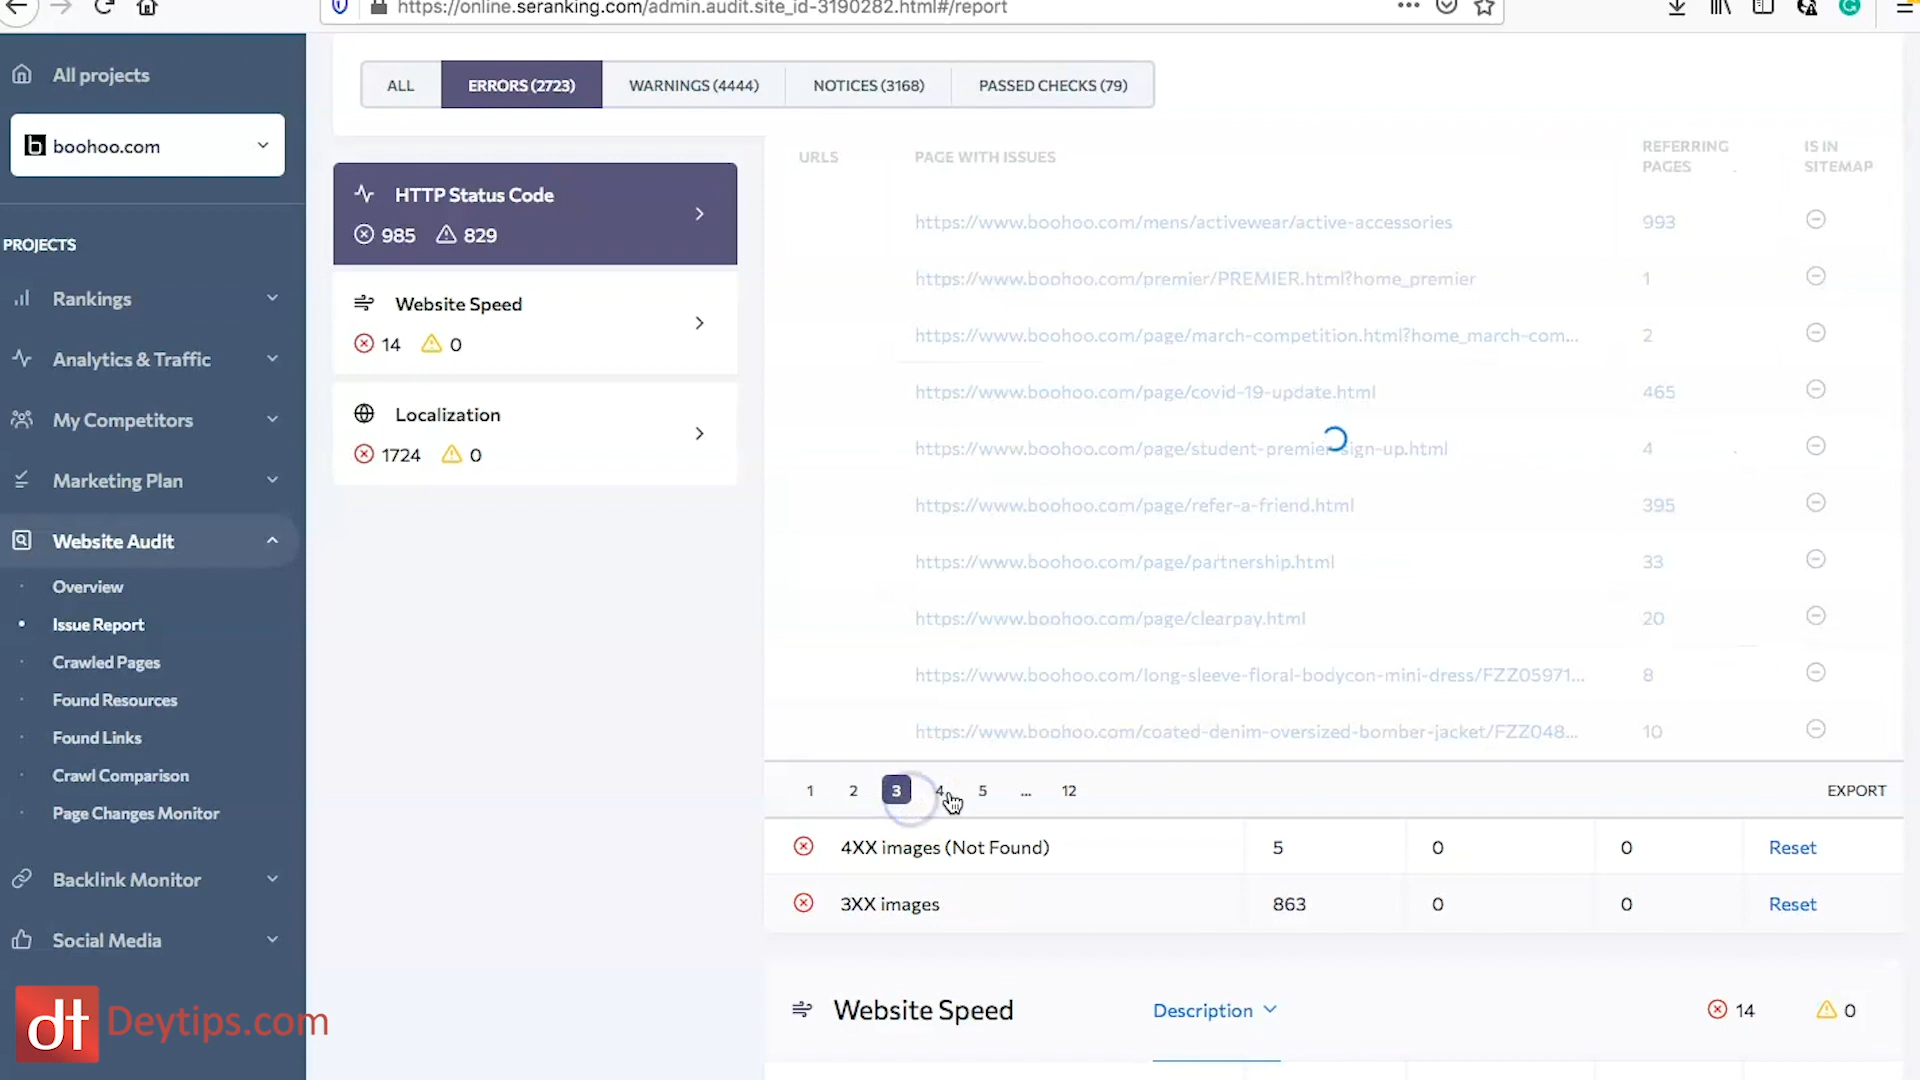 https://online.seranking.com/admin.audit.site_id-3190282.html#/report
All projects
boohoo.com
PROJECTS
Rankings
Analytics & Traffic
My Competitors
Marketing Plan
Website Audit
Overview
Issue Report
Crawled Pages
Found Resources
Found Links
Crawl Comparison
Page Changes Monitor
Backlink Monitor
Social Media
dt Deytips.com
ALL ERRORS (2723) WARNINGS (4444) NOTICES (3168) PASSED CHECKS (79)
HTTP Status Code
985 829
Website Speed
14 0
Localization
1724 0
URLS PAGE WITH ISSUES REFERRING PAGES IS IN SITEMAP
https://www.boohoo.com/mens/activewear/active-accessories 993
https://www.boohoo.com/premier/PREMIER.html?home_premier 1
https://www.boohoo.com/page/march-competition.html?home_march-com... 2
https://www.boohoo.com/page/covid-19-update.html 465
https://www.boohoo.com/page/student-premier-sign-up.html 4
https://www.boohoo.com/page/refer-a-friend.html 395
https://www.boohoo.com/page/partnership.html 33
https://www.boohoo.com/page/clearpay.html 20
https://www.boohoo.com/long-sleeve-floral-bodycon-mini-dress/FZZ05971... 8
https://www.boohoo.com/coated-denim-oversized-bomber-jacket/FZZ048... 10
1 2 3 4 5 ... 12 EXPORT
4XX images (Not Found) 5 0 0 Reset
3XX images 863 0 0 Reset
Website Speed Description 14 0